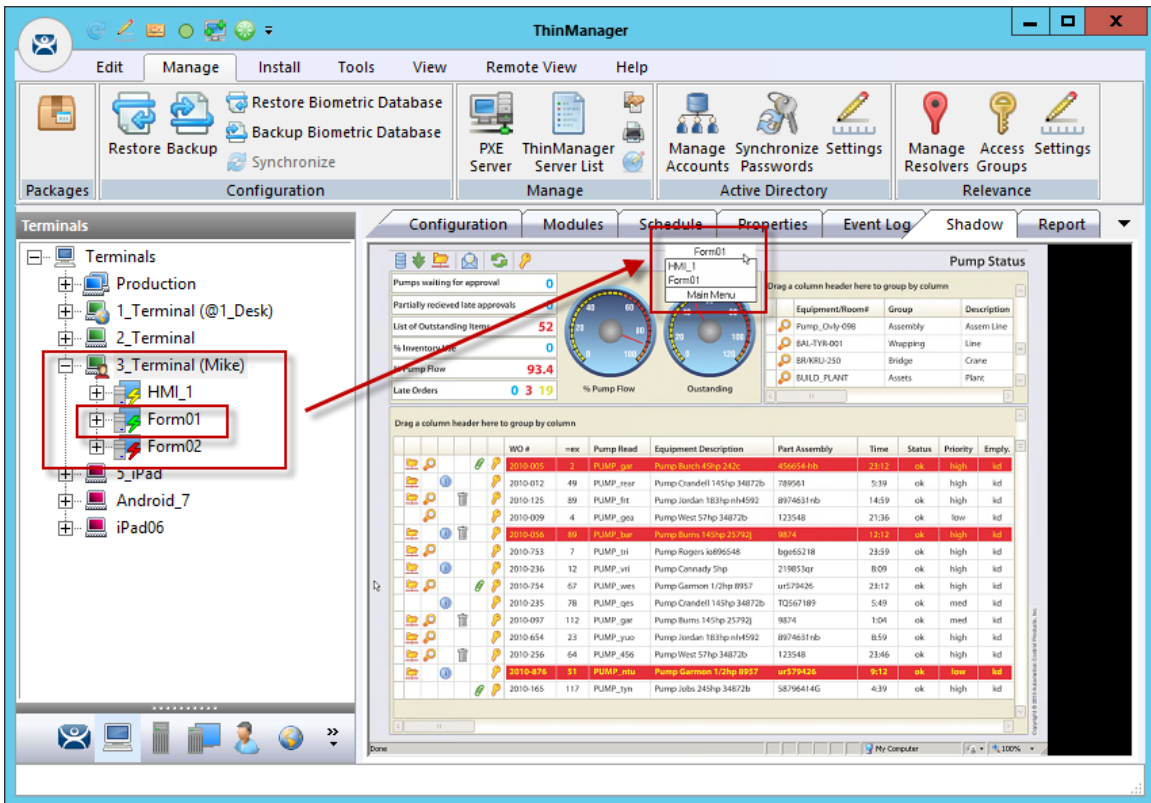 ThinManager
Edit Manage Install Tools View Remote View Help
Restore Biometric Database
Backup Biometric Database
Synchronize
Restore Backup
PXE Server
ThinManager Server List
Manage Accounts
Synchronize Passwords
Settings
Manage Resolvers
Access Groups
Settings
Packages Configuration Manage Active Directory Relevance
Terminals
Terminals
Production
1_Terminal (@1_Desk)
2_Terminal
3_Terminal (Mike)
HMI_1
Form01
Form02
5_iPad
Android_7
iPad06
Configuration Modules Schedule Properties Event Log Shadow Report
Form01
HMI_1
Form01
Main Menu
Pump Status
Pumps waiting for approval 0
Partially recieved late approvals
List of Outstanding Items 52
% Inventory Use 0
Pump Flow 93.4
Late Orders 0 3 19
20 40 60 80 100
% Pump Flow
0 100 120
Oustanding
Drag a column header here to group by column
Equipment/Room# Group Description
Pump_Ovly-098 Assembly Assem Line
BAL-TYR-001 Wrapping Line
BR/KRU-250 Bridge Crane
BUILD_PLANT Assets Plant
Drag a column header here to group by column
WO # =ex Pump Read Equipment Description Part Assembly Time Status Priority Emply.
2010-005 2 PUMP_gar Pump Burch 45hp 242c 456654-hb 23:12 ok high kd
2010-012 49 PUMP_rear Pump Crandell 145hp 34872b 789561 5:39 ok high kd
2010-125 89 PUMP_frt Pump Jordan 183hp nh4592 8974631nb 14:59 ok high kd
2010-009 4 PUMP_gea Pump West 57hp 34872b 123548 21:36 ok low kd
2010-056 89 PUMP_bar Pump Burns 145hp 25792j 9874 12:12 ok high kd
2010-753 7 PUMP_tri Pump Rogers io896548 bge65218 23:59 ok high kd
2010-236 12 PUMP_vri Pump Cannady 5hp 219853qr 8:09 ok high kd
2010-754 67 PUMP_wes Pump Garmon 1/2hp 8957 ur579426 23:12 ok high kd
2010-235 78 PUMP_qes Pump Crandell 145hp 34872b TQ567189 5:49 ok med kd
2010-097 112 PUMP_gar Pump Burns 145hp 25792j 9874 1:04 ok med kd
2010-654 23 PUMP_yuo Pump Jordan 183hp nh4592 8974631nb 8:59 ok high kd
2010-256 64 PUMP_456 Pump West 57hp 34872b 123548 23:46 ok high kd
2010-876 51 PUMP_ntu Pump Garmon 1/2hp 8957 ur579426 9:12 ok low kd
2010-165 117 PUMP_tyn Pump Jobs 245hp 34872b 58796414G 4:39 ok high kd
Done My Computer 100%